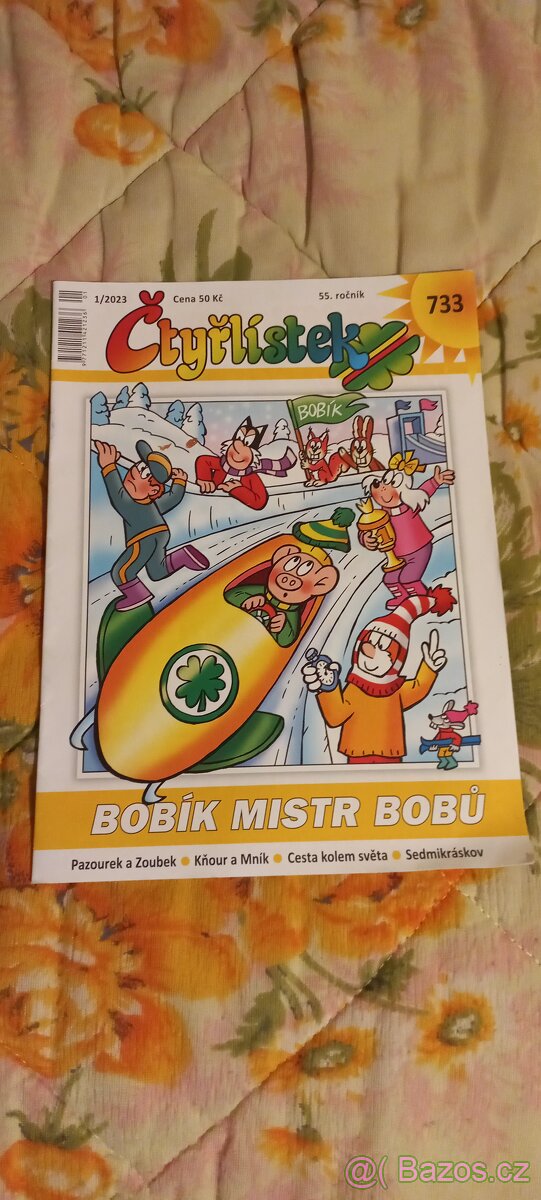 1/2023 Cena 50 Kč 55. ročník 733
Čtyřlístek
BOBÍK
BOBÍK MISTR BOBŮ
Pazourek a Zoubek • Kňour a Mník • Cesta kolem světa • Sedmikráskov
@ Bazos.cz